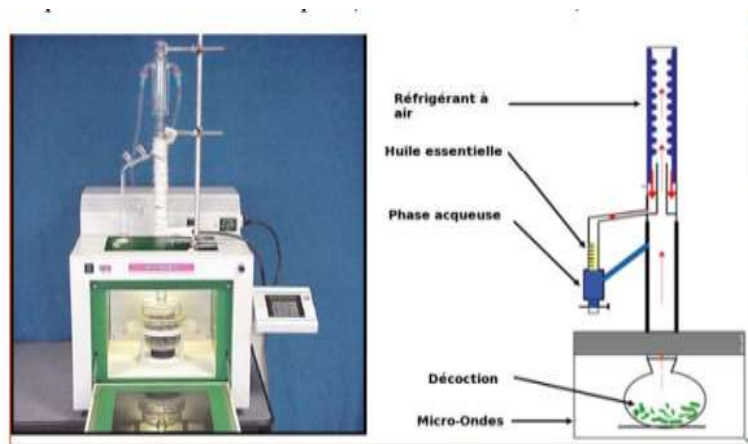 Réfrigérant à
air
Huile essentielle
Phase acqueuse
Décoction
Micro-Ondes